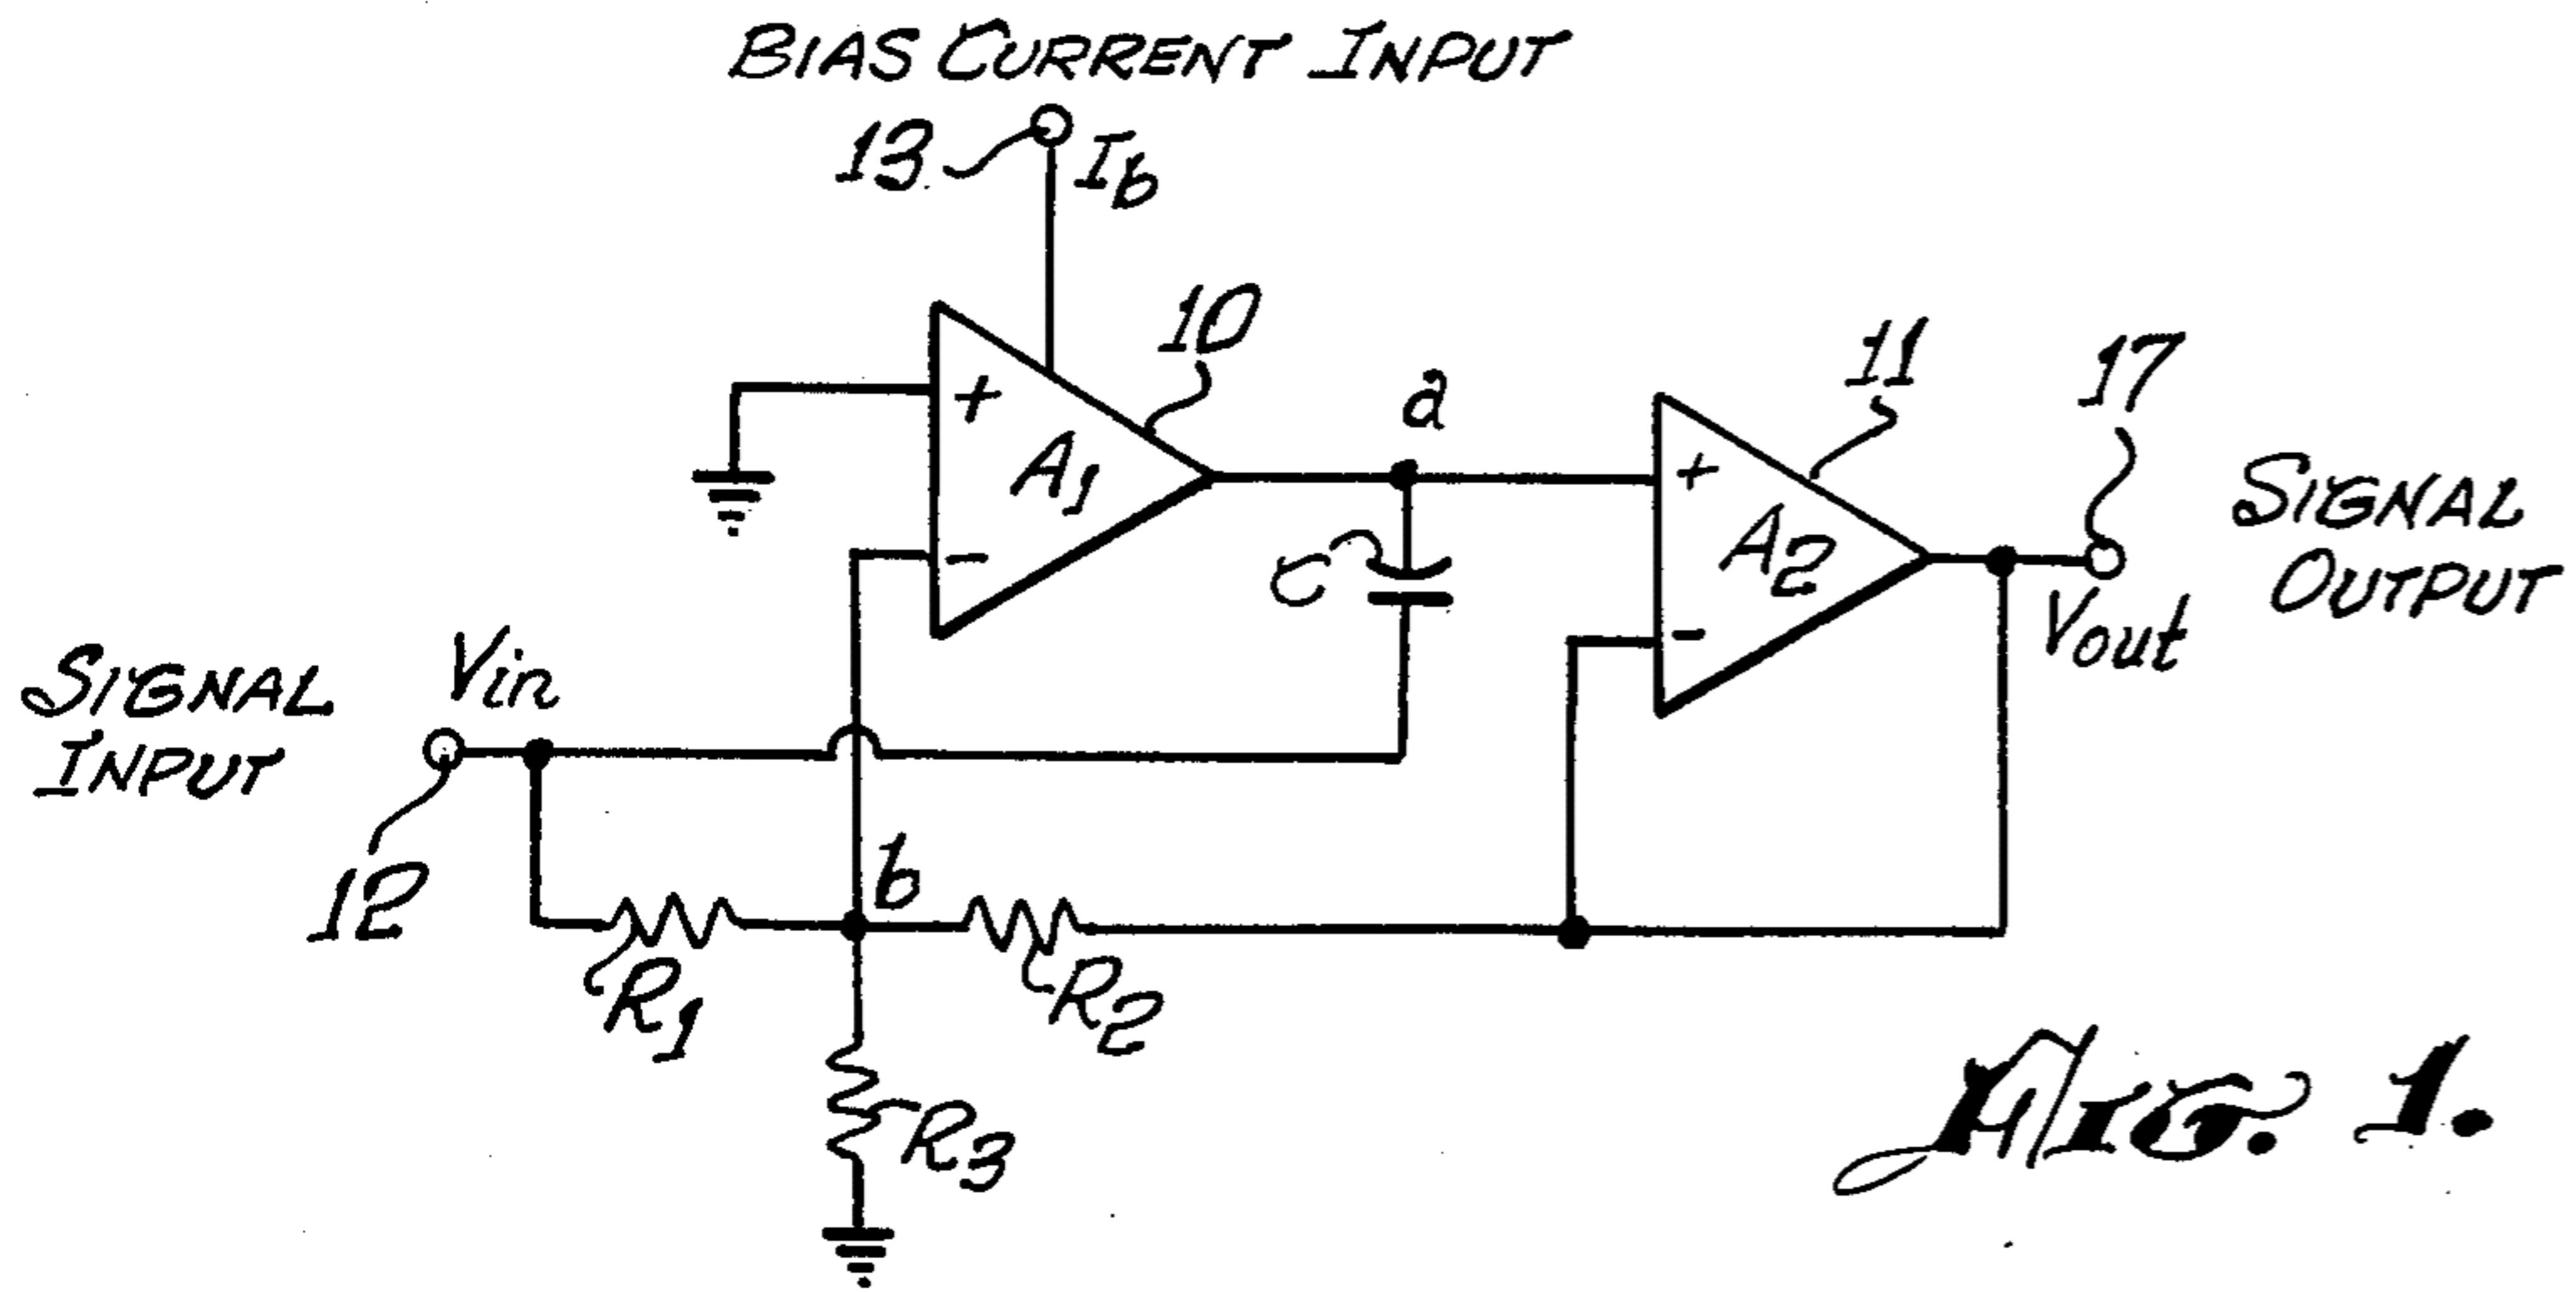 BIAS CURRENT INPUT
13
Ib
10
+
A1
-
a
C
11
17
+
A2
-
SIGNAL
OUTPUT
Vout
SIGNAL
INPUT
Vin
12
b
R1
R2
R3
FIG. 1.